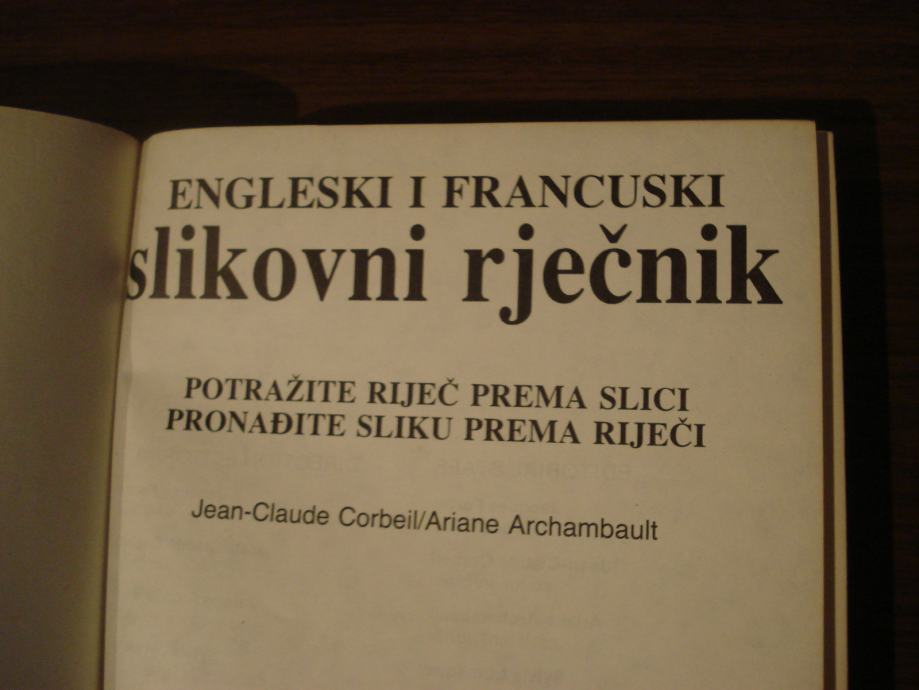 ENGLESKI I FRANCUSKI
slikovni rječnik
POTRAŽITE RIJEČ PREMA SLICI
PRONAĐITE SLIKU PREMA RIJEČI
Jean-Claude Corbeil/Ariane Archambault